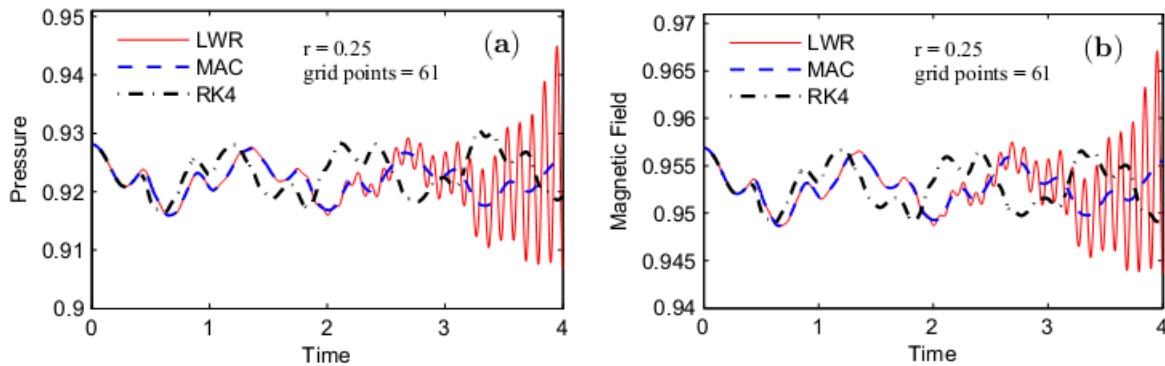 0.95
0.94
0.93
0.92
0.91
0.9
Pressure
LWR
MAC
RK4
r = 0.25
grid points = 61
(a)
0 1 2 3 4
Time
0.97
0.965
0.96
0.955
0.95
0.945
0.94
Magnetic Field
LWR
MAC
RK4
r = 0.25
grid points = 61
(b)
0 1 2 3 4
Time